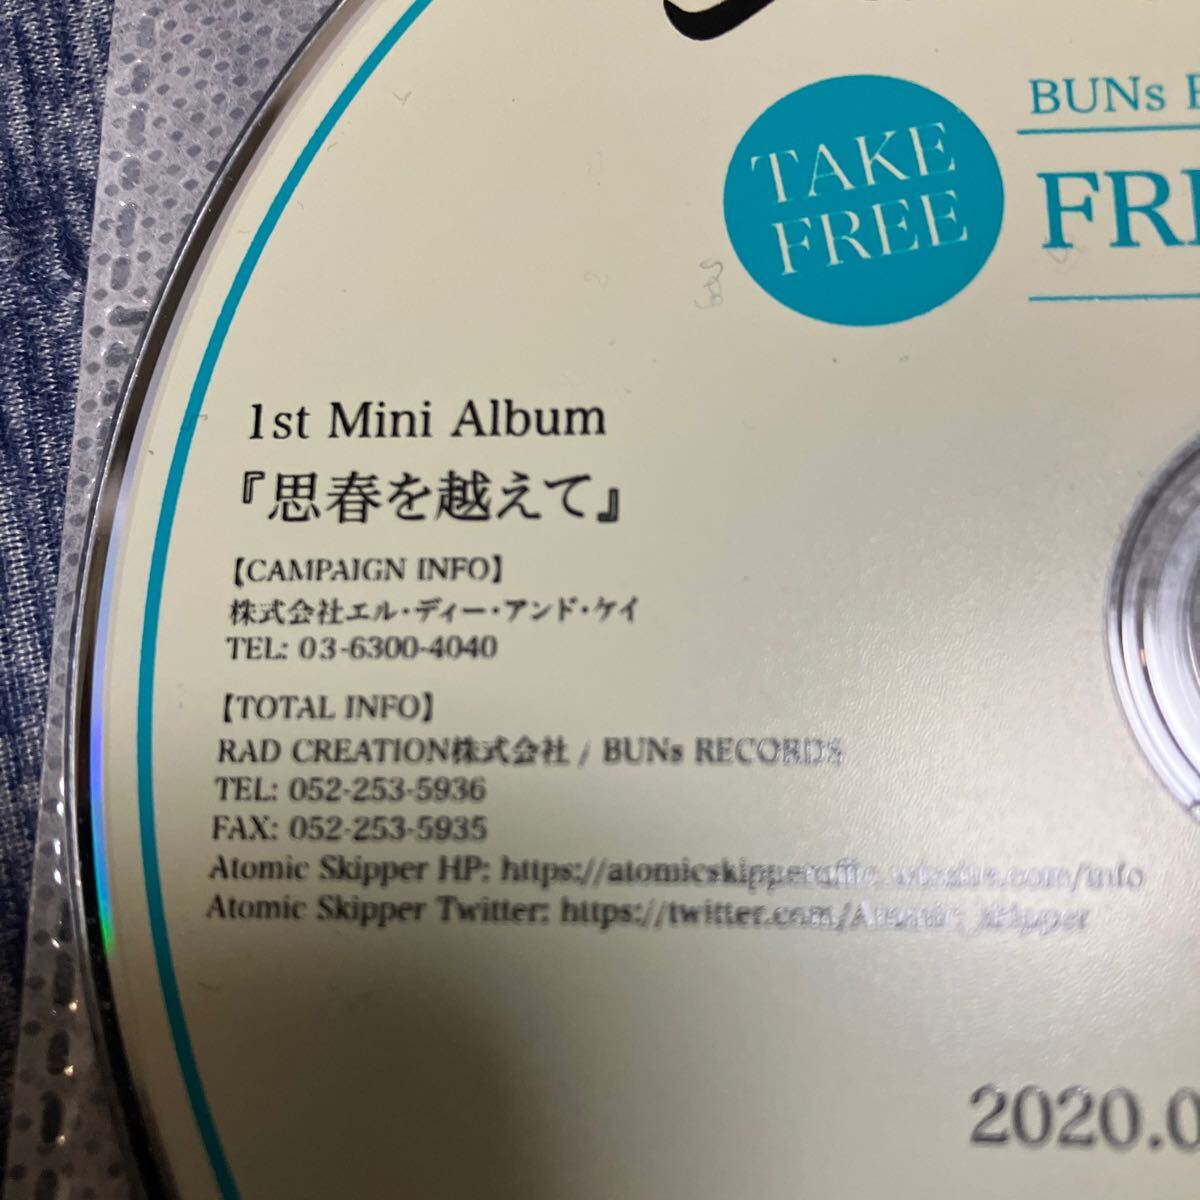 TAKE
FREE
BUNs
1st Mini Album
『思春を越えて』
【CAMPAIGN INFO】
株式会社エル・ディー・アンド・ケイ
TEL: 03-6300-4040
【TOTAL INFO】
RAD CREATION株式会社 / BUNs RECORDS
TEL: 052-253-5936
FAX: 052-253-5935
Atomic Skipper HP:
Atomic Skipper Twitter: https://twitter.com/Atomic_skipper
2020.0